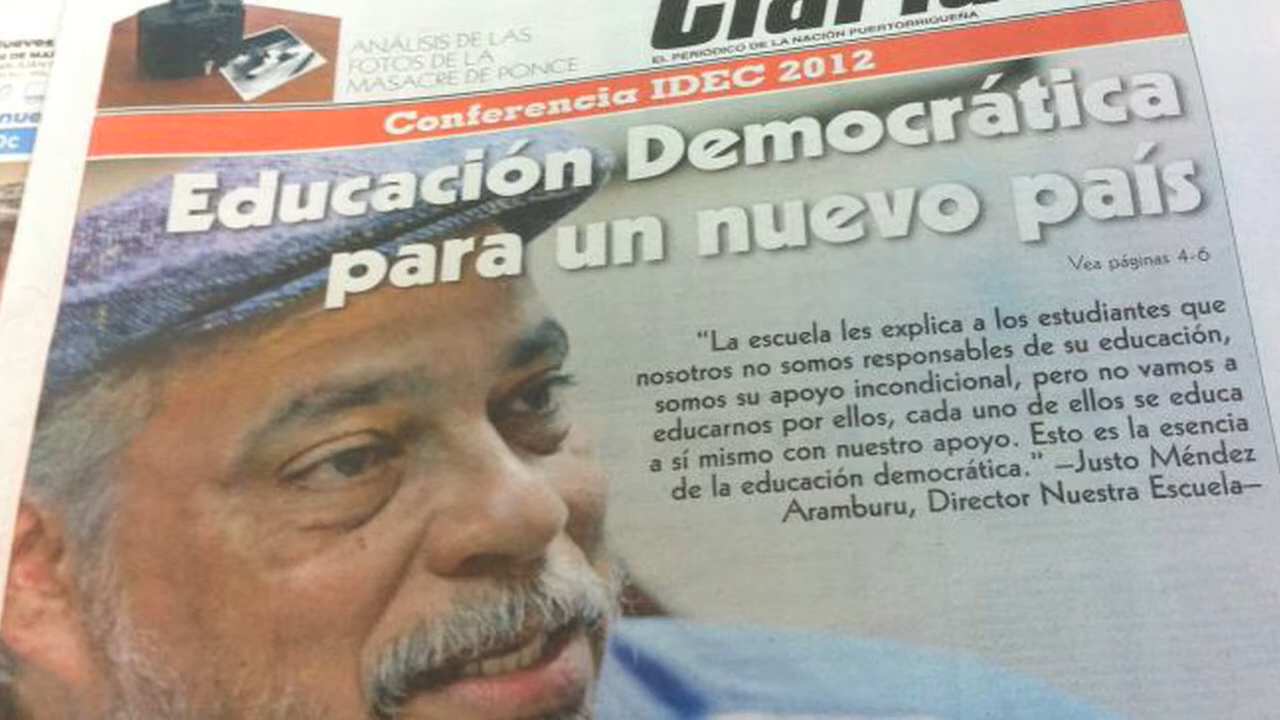 ANÁLISIS DE LAS
FOTOS DE LA
MASACRE DE PONCE
EL PERIÓDICO DE LA NACIÓN PUERTORRIQUEÑA
Conferencia IDEC 2012
Educación Democrática
para un nuevo país
Vea páginas 4-6
“La escuela les explica a los estudiantes que
nosotros no somos responsables de su educación,
somos su apoyo incondicional, pero no vamos a
educarnos por ellos, cada uno de ellos se educa
a sí mismo con nuestro apoyo. Esto es la esencia
de la educación democrática.” —Justo Méndez
Aramburu, Director Nuestra Escuela—